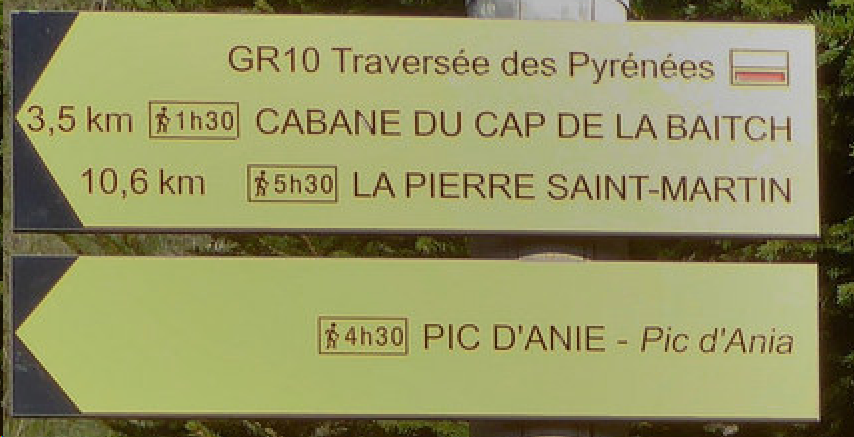 GR10 Traversée des Pyrénées
3,5 km 1h30 CABANE DU CAP DE LA BAITCH
10,6 km 5h30 LA PIERRE SAINT-MARTIN
4h30 PIC D'ANIE - Pic d'Ania